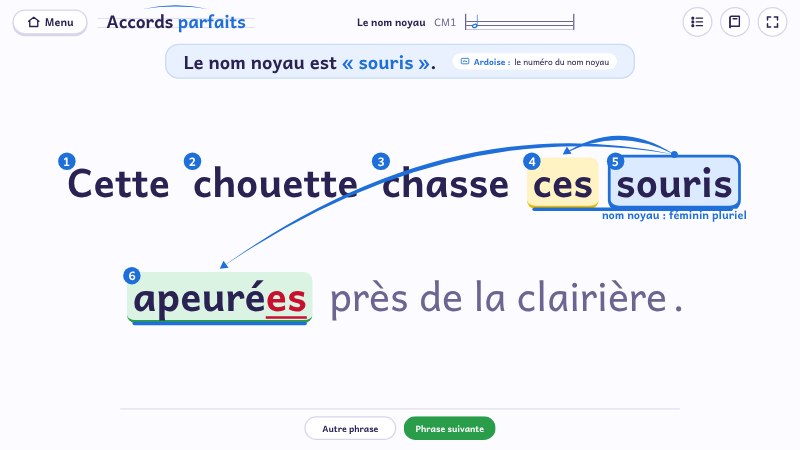 Menu
Accords parfaits
Le nom noyau CM1
Le nom noyau est « souris ».
Ardoise : le numéro du nom noyau
1 Cette 2 chouette 3 chasse 4 ces 5 souris
nom noyau : féminin pluriel
6 apeurées près de la clairière .
Autre phrase
Phrase suivante